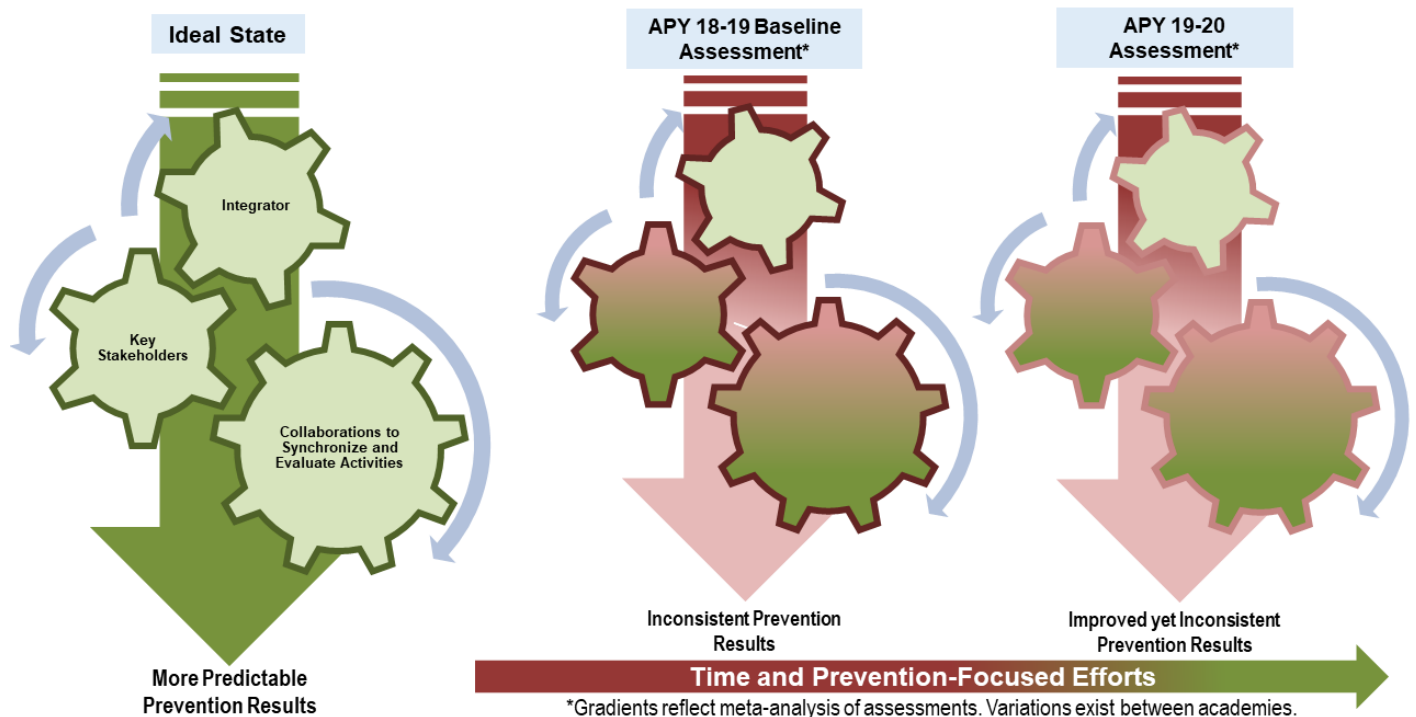 Ideal State
APY 18-19 Baseline
Assessment*
APY 19-20
Assessment*
Integrator
Key
Stakeholders
Collaborations to
Synchronize and
Evaluate Activities
More Predictable
Prevention Results
Inconsistent Prevention
Results
Improved yet Inconsistent
Prevention Results
Time and Prevention-Focused Efforts
*Gradients reflect meta-analysis of assessments. Variations exist between academies.